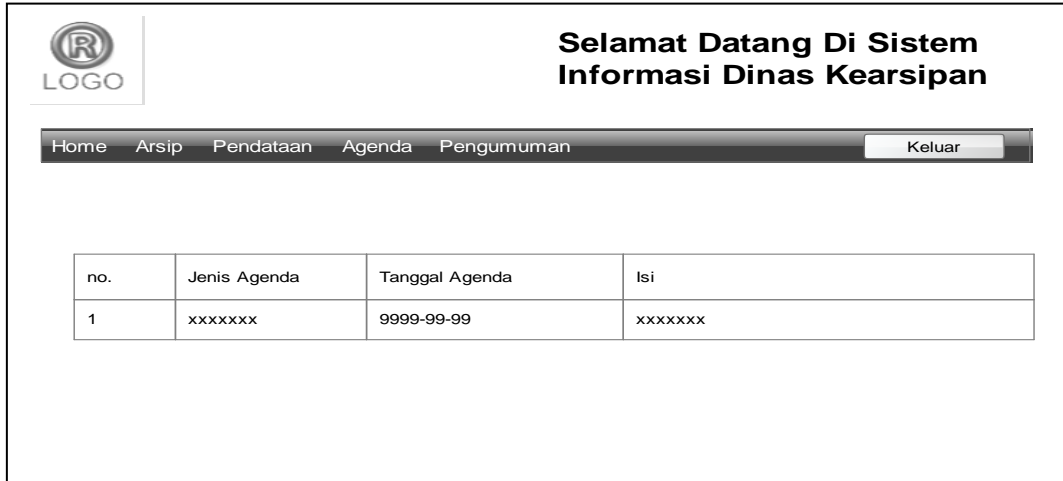 ®
LOGO
Selamat Datang Di Sistem
Informasi Dinas Kearsipan
Home Arsip Pendataan Agenda Pengumuman Keluar
no. Jenis Agenda Tanggal Agenda Isi
1 xxxxxxx 9999-99-99 xxxxxxx